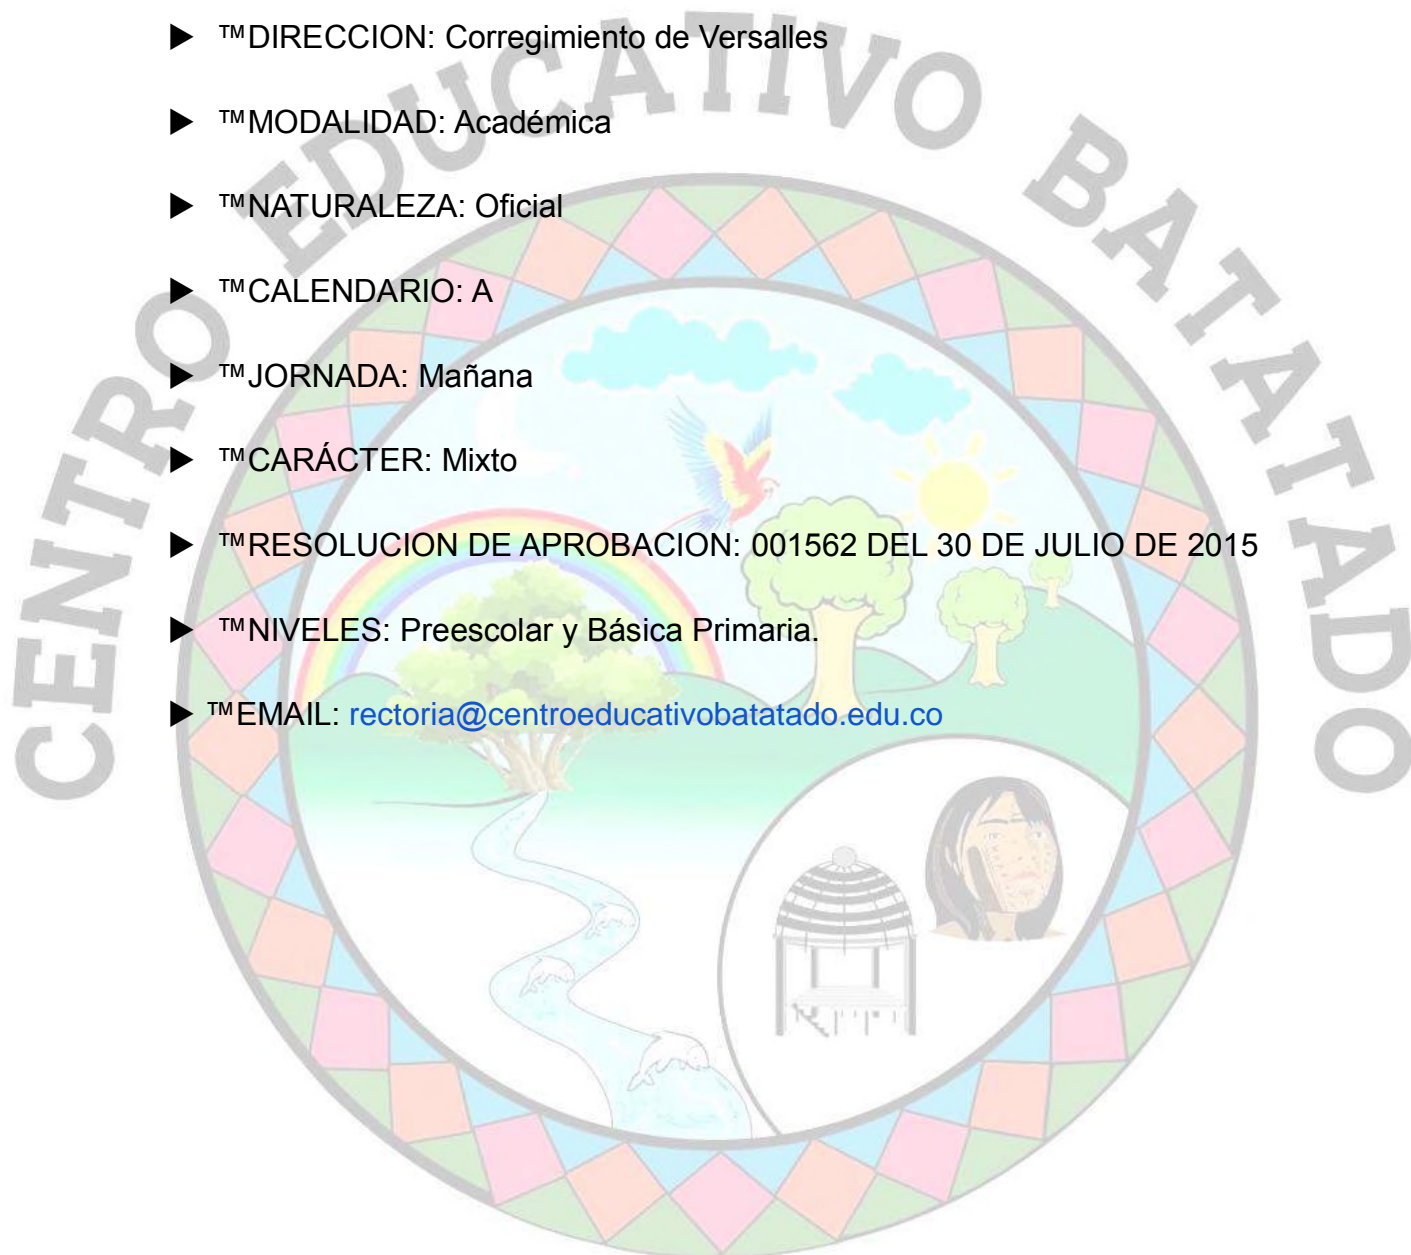 ▶ ™DIRECCION: Corregimiento de Versalles
▶ ™MODALIDAD: Académica
▶ ™NATURALEZA: Oficial
▶ ™CALENDARIO: A
▶ ™JORNADA: Mañana
▶ ™CARÁCTER: Mixto
▶ ™RESOLUCION DE APROBACION: 001562 DEL 30 DE JULIO DE 2015
▶ ™NIVELES: Preescolar y Básica Primaria.
▶ ™EMAIL: rectoria@centroeducativobatatado.edu.co
CENTRO EDUCATIVO BATATADO